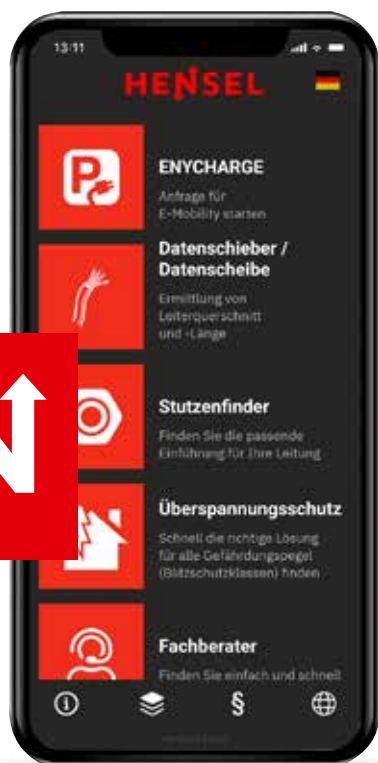 13:11
HENSEL
P
ENYCHARGE
Anfrage für
E-Mobility starten
Datenschieber /
Datenscheibe
Ermittlung von
Leiterquerschnitt
und -Länge
N
Stutzenfinder
Finden Sie die passende
Einführung für Ihre Leitung
Überspannungsschutz
Schnell die richtige Lösung
für alle Gefährdungspegel
(Blitzschutzklassen) finden
Fachberater
Finden Sie einfach und schnell
i
§